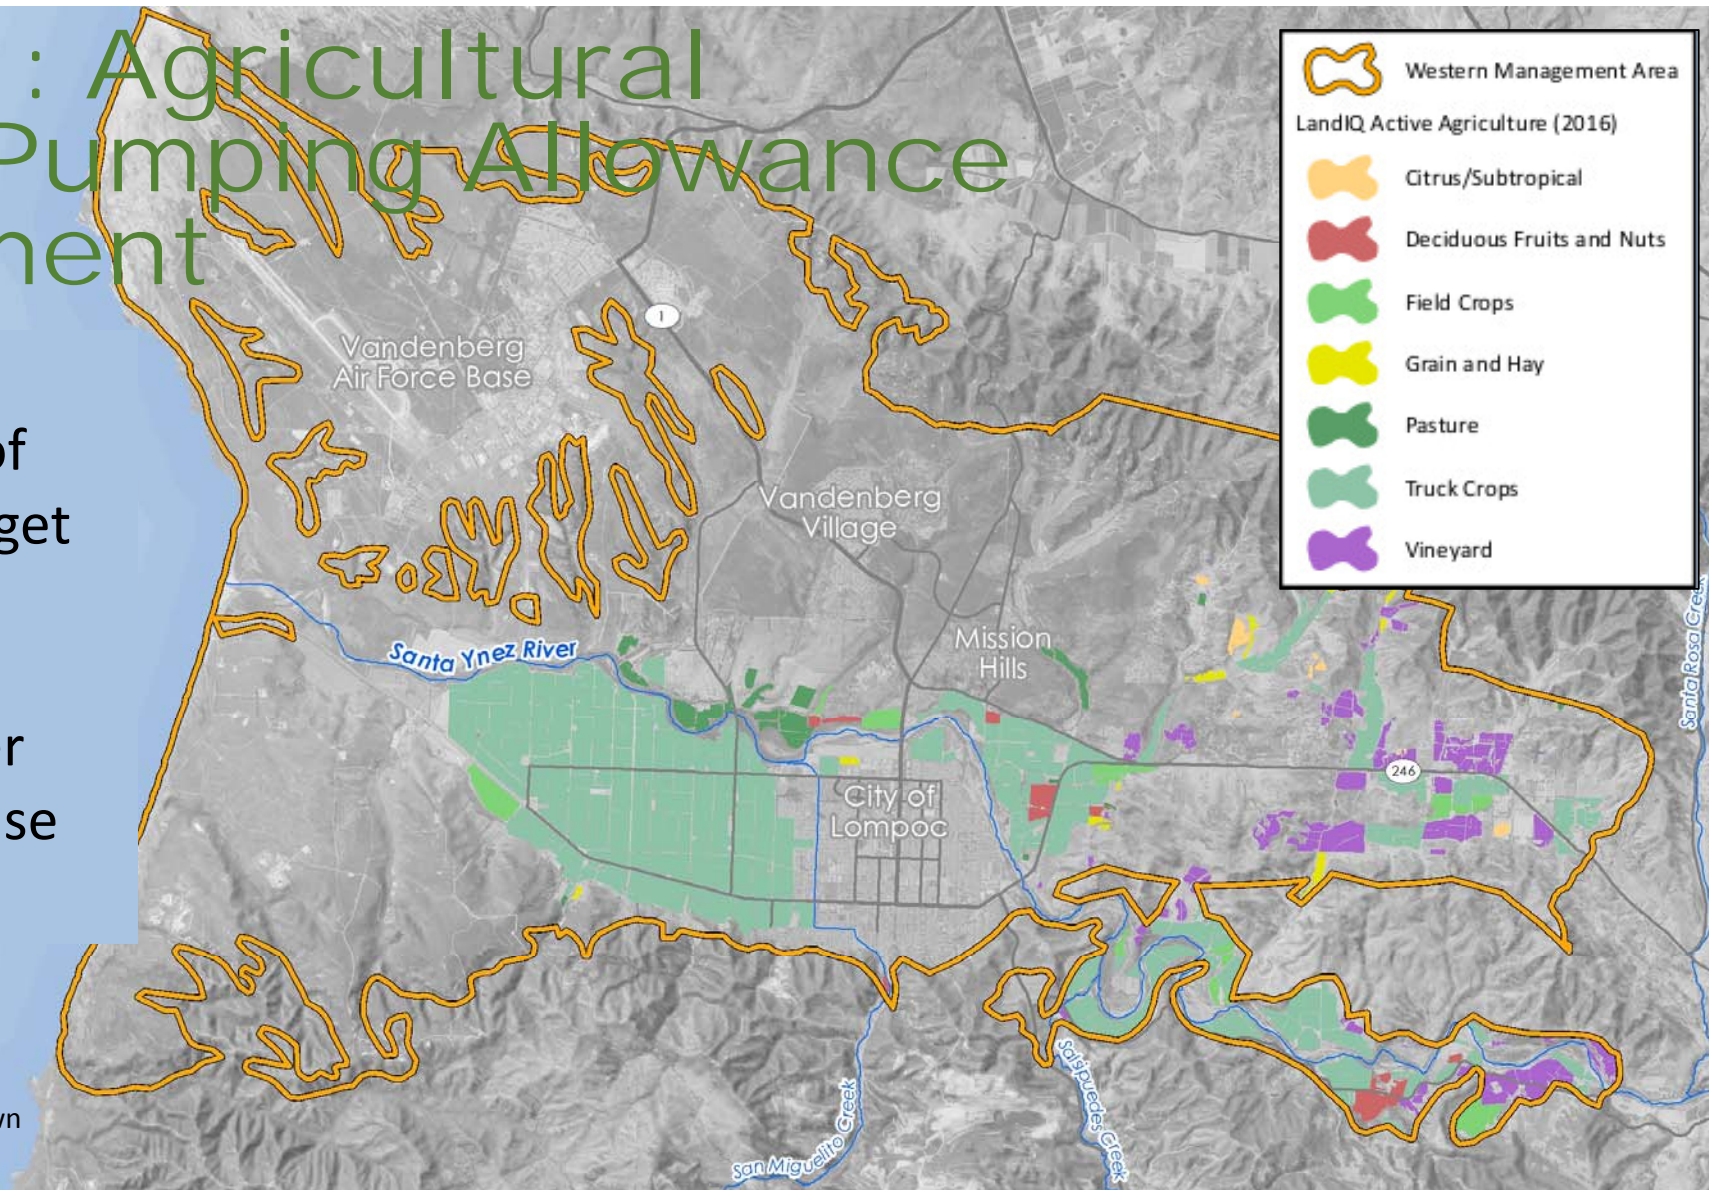 : Agricultural
Pumping Allowance
ment
of
get
er
se
wn
Western Management Area
LandIQ Active Agriculture (2016)
Citrus/Subtropical
Deciduous Fruits and Nuts
Field Crops
Grain and Hay
Pasture
Truck Crops
Vineyard
1
Vandenberg
Air Force Base
Vandenberg
Village
Mission
Hills
Santa Ynez River
City of
Lompoc
246
Santa Rosa Creek
San Miguelito Creek
Salsipuedes Creek